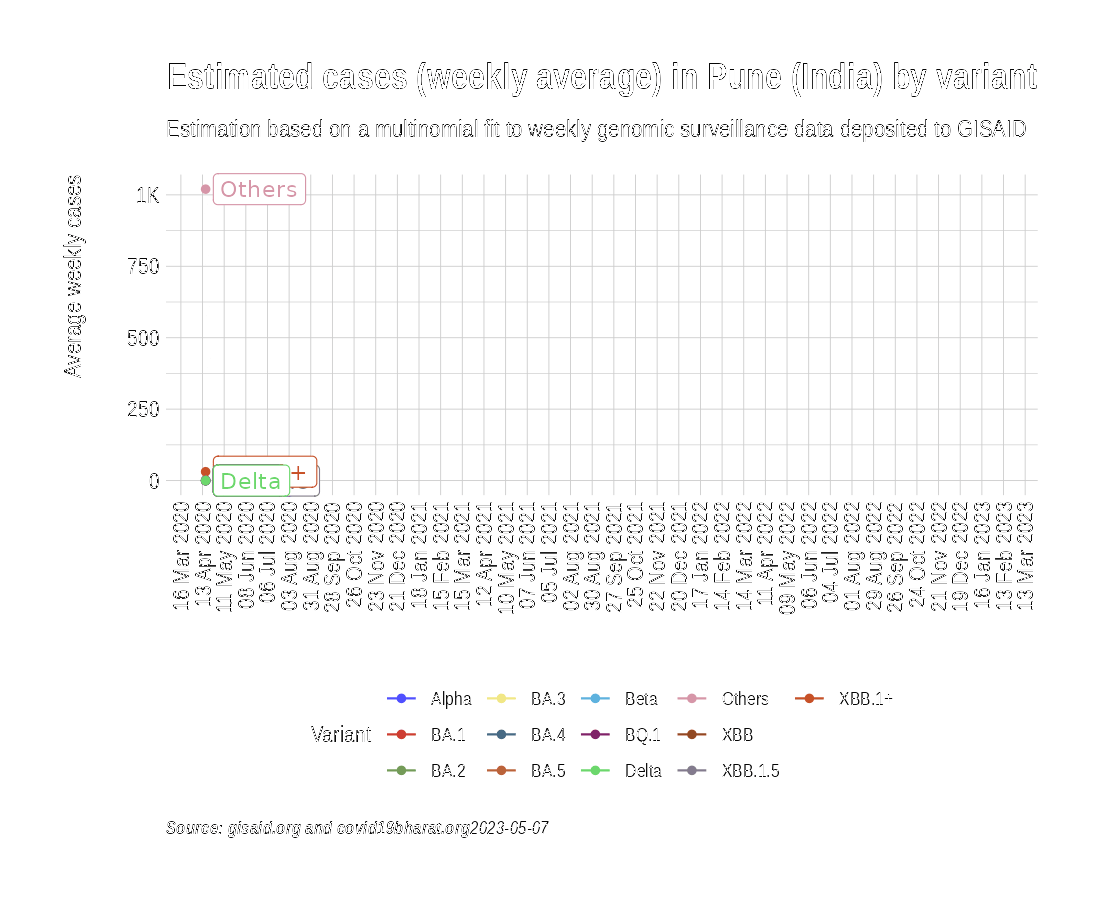 Estimated cases (weekly average) in Pune (India) by variant
Estimation based on a multinomial fit to weekly genomic surveillance data deposited to GISAID
Average weekly cases
1K
750
500
250
0
Others
+
Delta
16 Mar 2020
13 Apr 2020
11 May 2020
08 Jun 2020
06 Jul 2020
03 Aug 2020
31 Aug 2020
28 Sep 2020
26 Oct 2020
23 Nov 2020
21 Dec 2020
18 Jan 2021
15 Feb 2021
15 Mar 2021
12 Apr 2021
10 May 2021
07 Jun 2021
05 Jul 2021
02 Aug 2021
30 Aug 2021
27 Sep 2021
25 Oct 2021
22 Nov 2021
20 Dec 2021
17 Jan 2022
14 Feb 2022
14 Mar 2022
11 Apr 2022
09 May 2022
06 Jun 2022
04 Jul 2022
01 Aug 2022
29 Aug 2022
26 Sep 2022
24 Oct 2022
21 Nov 2022
19 Dec 2022
16 Jan 2023
13 Feb 2023
13 Mar 2023
Variant
Alpha
BA.1
BA.2
BA.3
BA.4
BA.5
Beta
BQ.1
Delta
Others
XBB
XBB.1.5
XBB.1+
Source: gisaid.org and covid19bharat.org2023-05-07